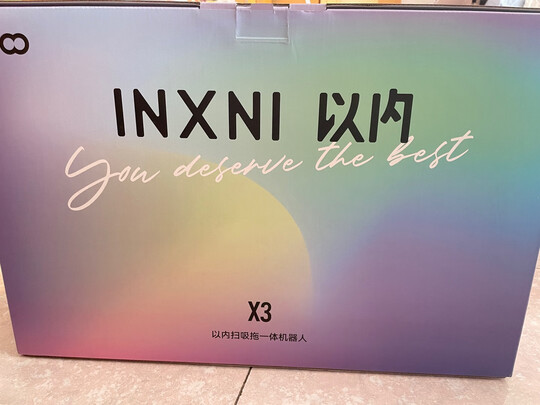 INXNI 以内
You deserve the best
X3
以内扫吸拖一体机器人